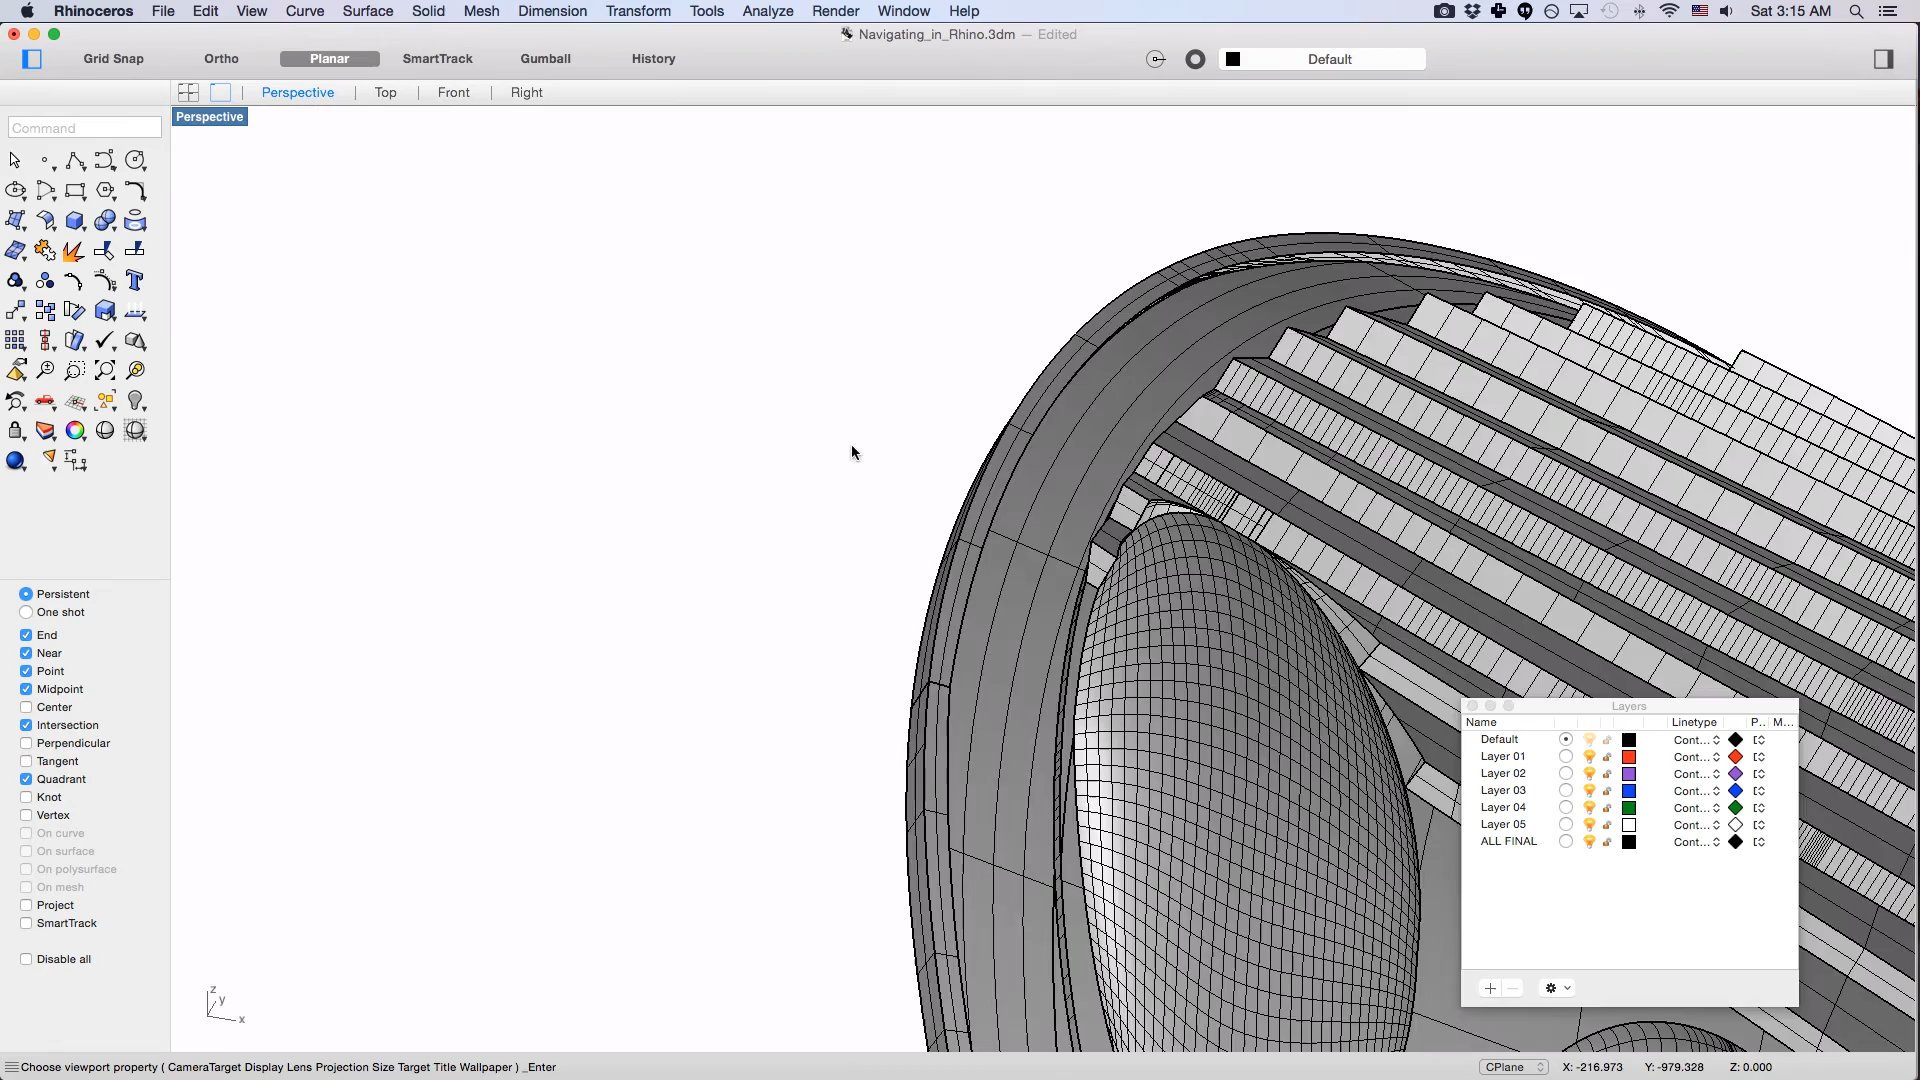 Rhinoceros File Edit View Curve Surface Solid Mesh Dimension Transform Tools Analyze Render Window Help
Sat 3:15 AM
Navigating_in_Rhino.3dm — Edited
Grid Snap Ortho Planar SmartTrack Gumball History
Default
Perspective Top Front Right
Perspective
Command
Persistent
One shot
End
Near
Point
Midpoint
Center
Intersection
Perpendicular
Tangent
Quadrant
Knot
Vertex
On curve
On surface
On polysurface
On mesh
Project
SmartTrack
Disable all
z
y
x
Layers
Name Linetype P.. M...
Default Cont...
Layer 01 Cont...
Layer 02 Cont...
Layer 03 Cont...
Layer 04 Cont...
Layer 05 Cont...
ALL FINAL Cont...
Choose viewport property ( CameraTarget Display Lens Projection Size Target Title Wallpaper ) _Enter
CPlane X: -216.973 Y: -979.328 Z: 0.000